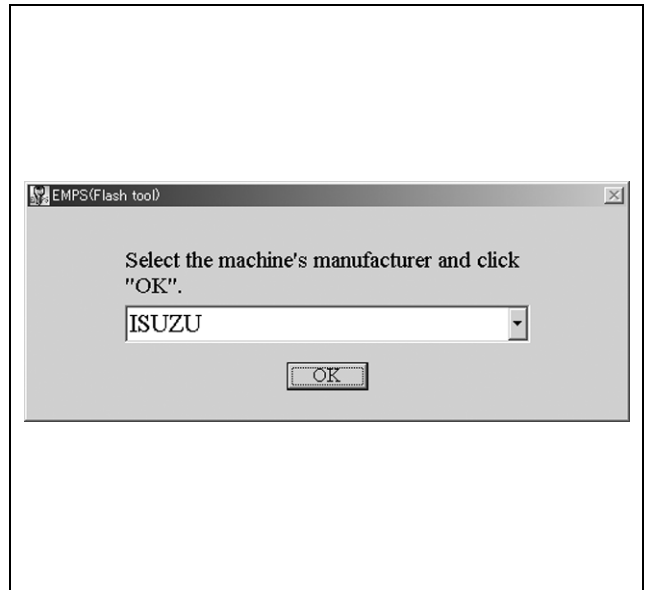 EMPS(Flash tool)
Select the machine's manufacturer and click
"OK".
ISUZU
OK